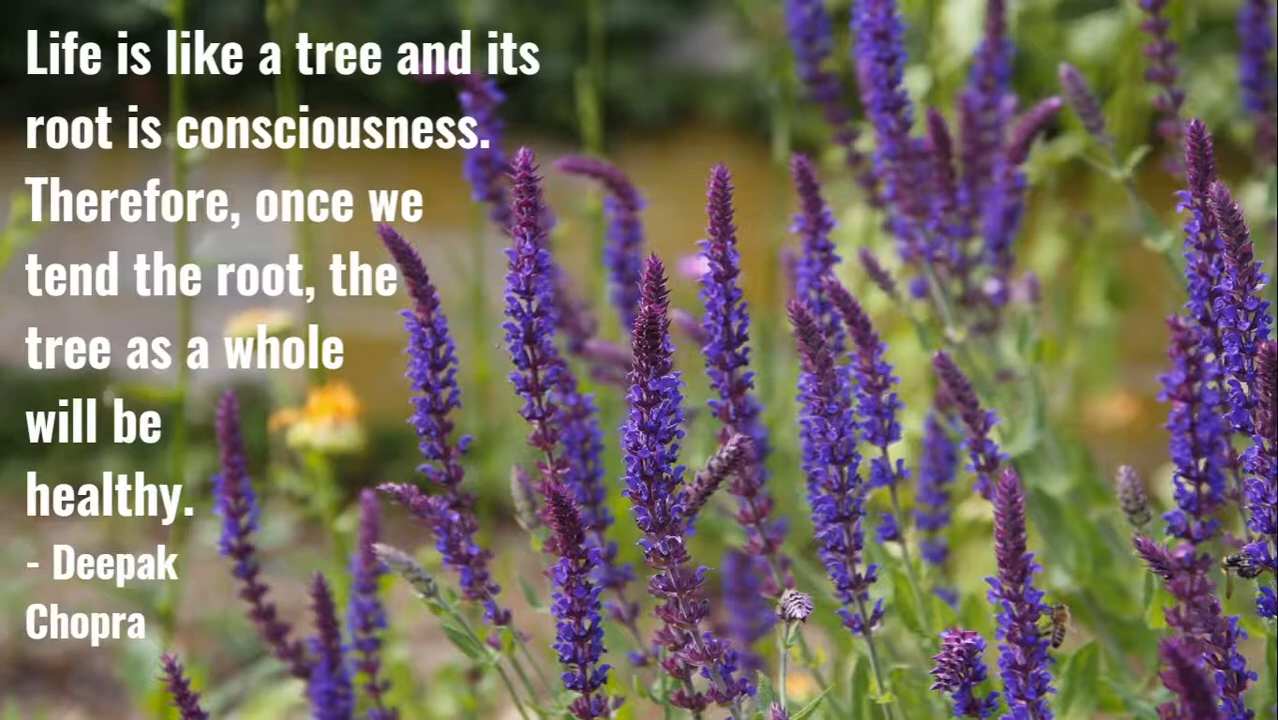 Life is like a tree and its
root is consciousness.
Therefore, once we
tend the root, the
tree as a whole
will be
healthy.
- Deepak
Chopra